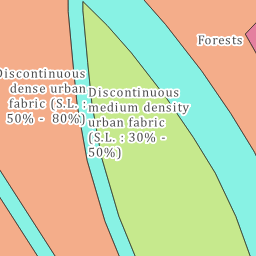 Forests
Discontinuous
dense urban
fabric (S.L. :
50% - 80%)
Discontinuous
medium density
urban fabric
(S.L. : 30% -
50%)